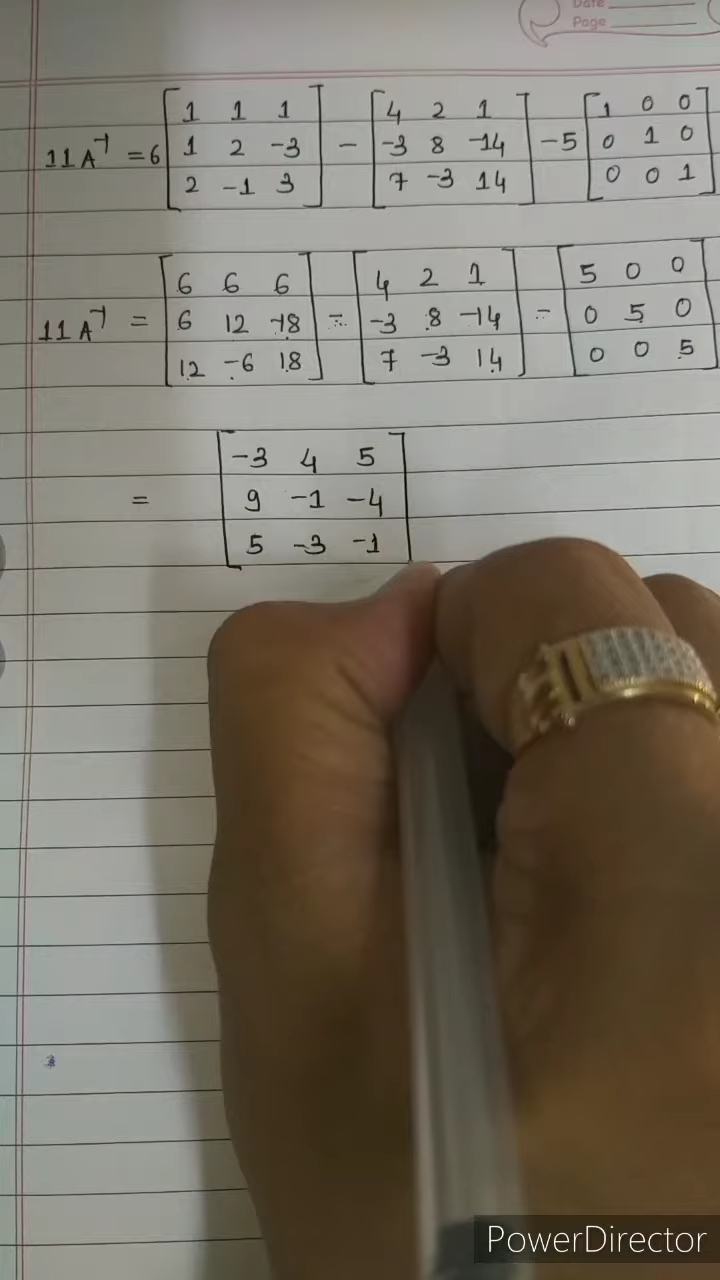 Date
Page
11A⁻¹ = 6 [1 1 1; 1 2 -3; 2 -1 3] - [4 2 1; -3 8 -14; 7 -3 14] - 5 [1 0 0; 0 1 0; 0 0 1]
11A⁻¹ = [6 6 6; 6 12 -18; 12 -6 18] - [4 2 1; -3 8 -14; 7 -3 14] - [5 0 0; 0 5 0; 0 0 5]
= [-3 4 5; 9 -1 -4; 5 -3 -1]
PowerDirector